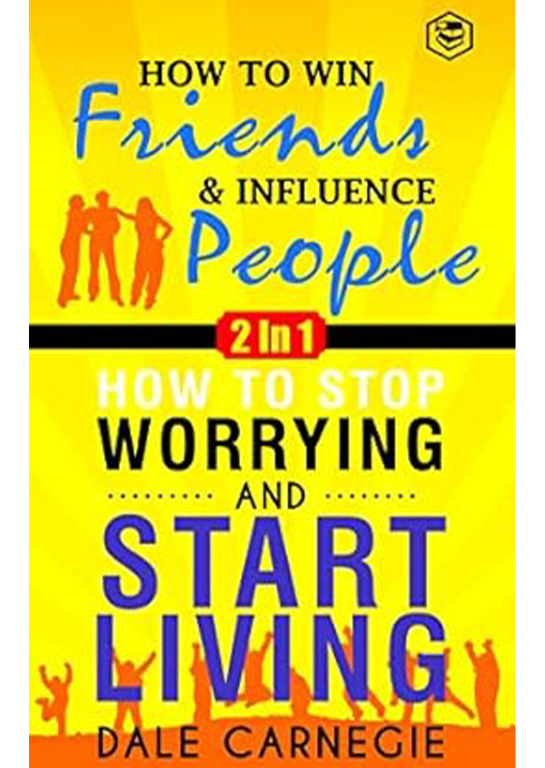 HOW TO WIN
Friends
& INFLUENCE
People
2 In 1
HOW TO STOP
WORRYING
AND
START
LIVING
DALE CARNEGIE